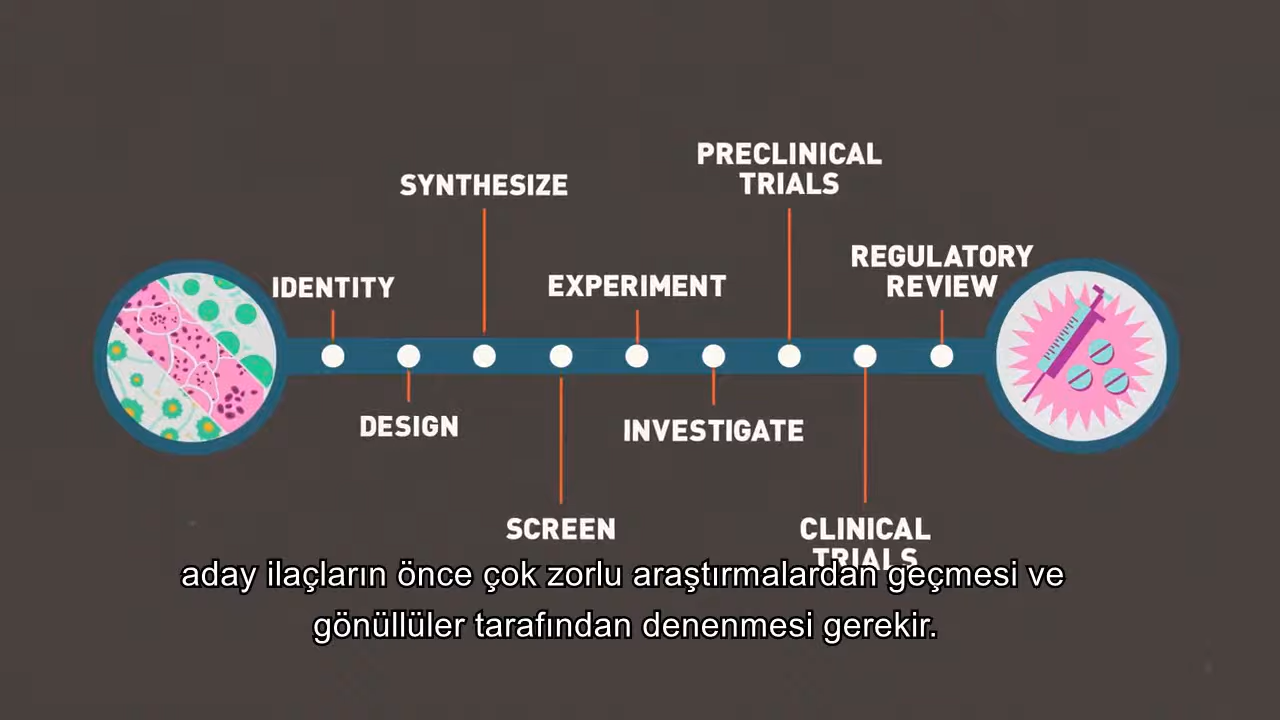 PRECLINICAL
TRIALS
SYNTHESIZE
REGULATORY
REVIEW
IDENTITY
EXPERIMENT
DESIGN
INVESTIGATE
SCREEN
CLINICAL
TRIALS
aday ilaçların önce çok zorlu araştırmalardan geçmesi ve
gönüllüler tarafından denenmesi gerekir.